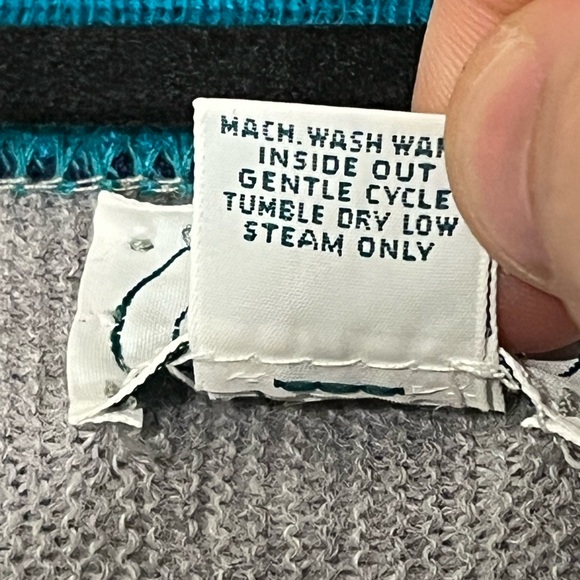 MACH. WASH WAR
INSIDE OUT
GENTLE CYCLE
TUMBLE DRY LOW
STEAM ONLY